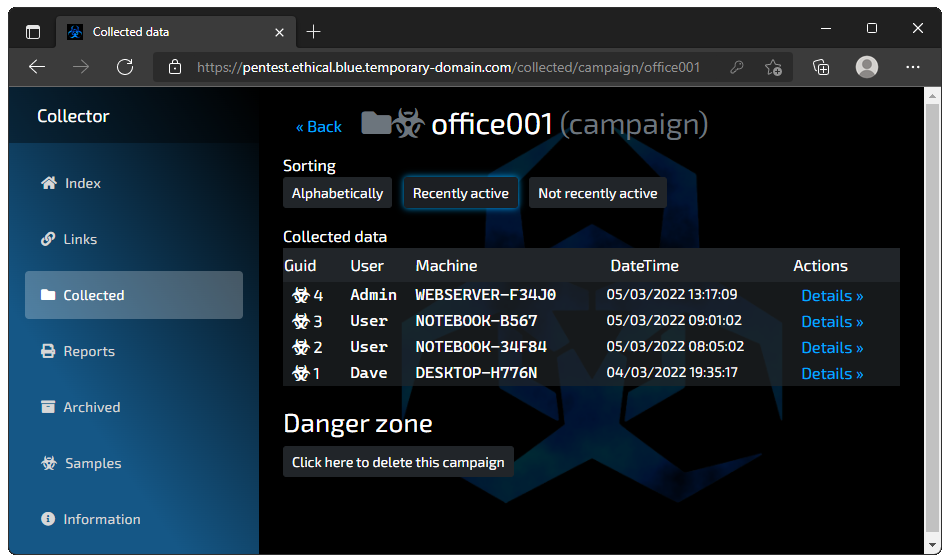 Collected data
https://pentest.ethical.blue.temporary-domain.com/collected/campaign/office001
Collector
Index
Links
Collected
Reports
Archived
Samples
Information
« Back
office001 (campaign)
Sorting
Alphabetically Recently active Not recently active
Collected data
Guid User Machine DateTime Actions
4 Admin WEBSERVER-F34J0 05/03/2022 13:17:09 Details »
3 User NOTEBOOK-B567 05/03/2022 09:01:02 Details »
2 User NOTEBOOK-34F84 05/03/2022 08:05:02 Details »
1 Dave DESKTOP-H776N 04/03/2022 19:35:17 Details »
Danger zone
Click here to delete this campaign